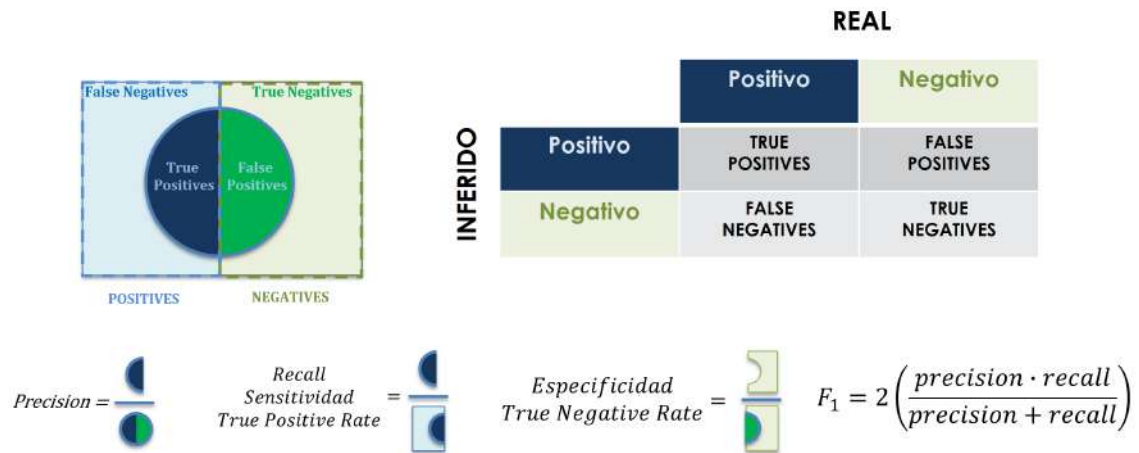 REAL
False Negatives
True Negatives
True Positives
False Positives
POSITIVES
NEGATIVES
INFERIDO
Positivo
Negativo
Positivo
TRUE POSITIVES
FALSE POSITIVES
Negativo
FALSE NEGATIVES
TRUE NEGATIVES
Precision =
Recall
Sensitividad
True Positive Rate =
Especificidad
True Negative Rate =
F₁ = 2 (precision · recall / precision + recall)